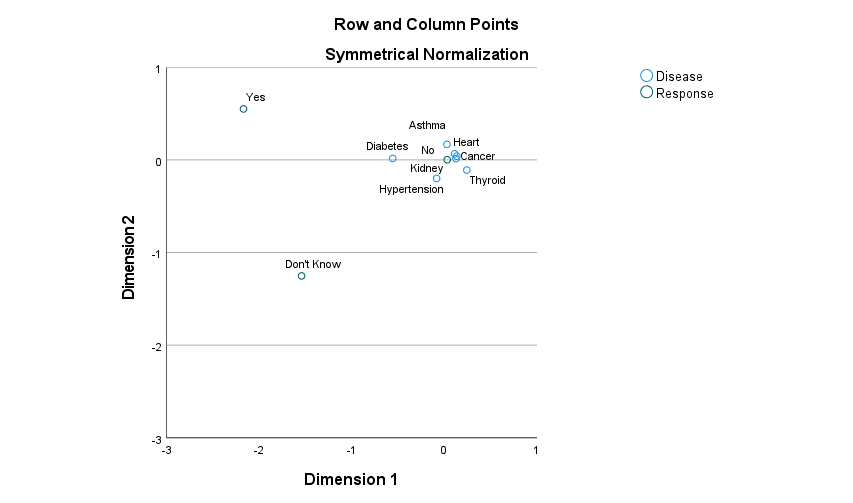 Row and Column Points
Symmetrical Normalization
Disease
Response
1
0
-1
-2
-3
Dimension 2
Yes
Asthma
Heart
Diabetes
No
Cancer
Kidney
Thyroid
Hypertension
Don't Know
-3
-2
-1
0
1
Dimension 1